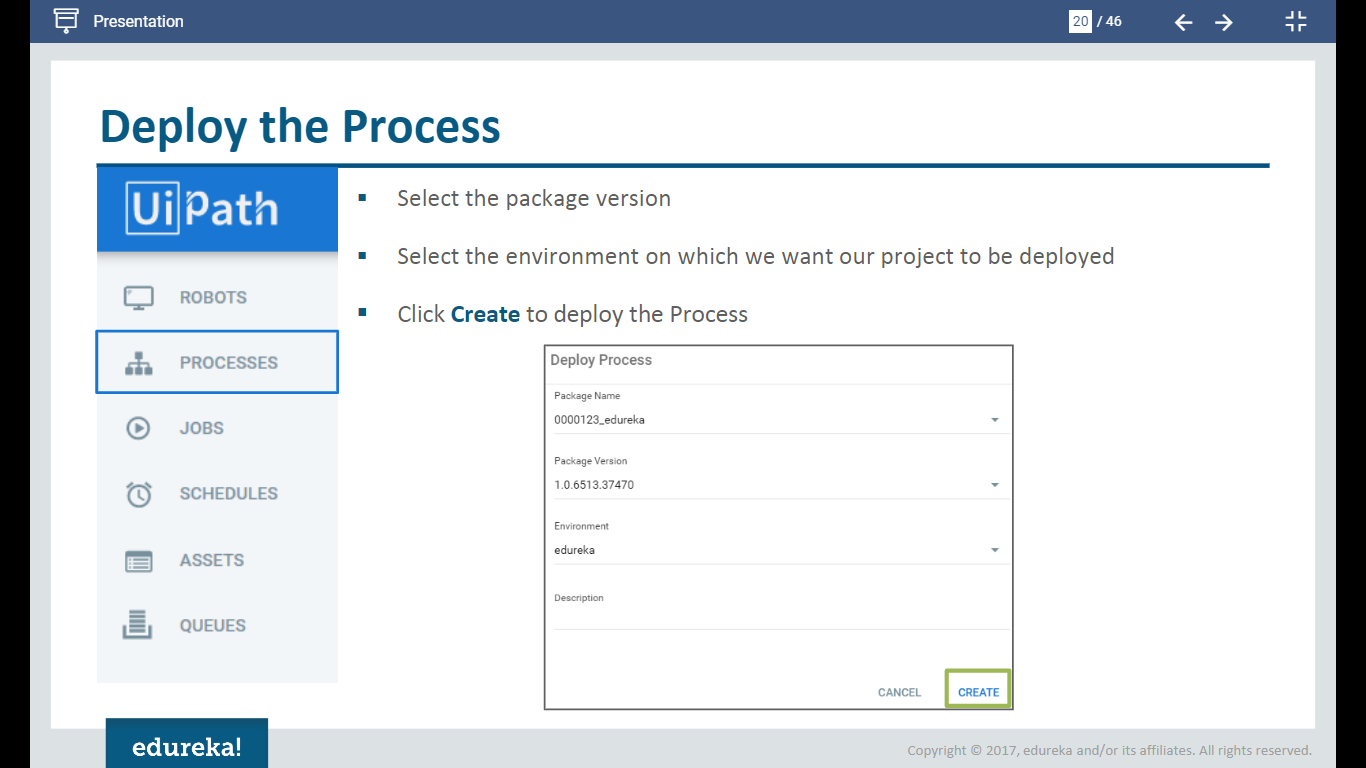 Presentation
20 / 46
Deploy the Process
UiPath
ROBOTS
PROCESSES
JOBS
SCHEDULES
ASSETS
QUEUES
▪ Select the package version
▪ Select the environment on which we want our project to be deployed
▪ Click Create to deploy the Process
Deploy Process
Package Name
0000123_edureka
Package Version
1.0.6513.37470
Environment
edureka
Description
CANCEL CREATE
edureka!
Copyright © 2017, edureka and/or its affiliates. All rights reserved.